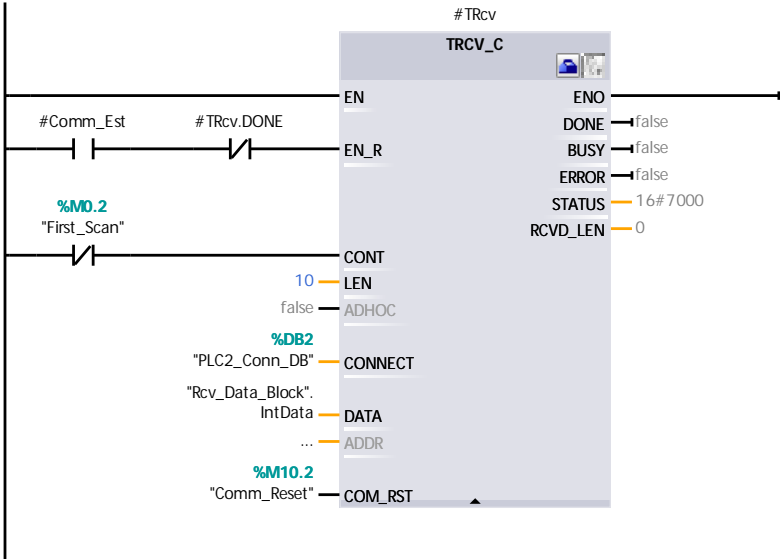 #TRcv
TRCV_C
EN ENO
#Comm_Est #TRcv.DONE DONE false
EN_R BUSY false
ERROR false
%M0.2 STATUS 16#7000
"First_Scan" RCVD_LEN 0
CONT
10 LEN
false ADHOC
%DB2
"PLC2_Conn_DB" CONNECT
"Rcv_Data_Block".
IntData DATA
... ADDR
%M10.2
"Comm_Reset" COM_RST